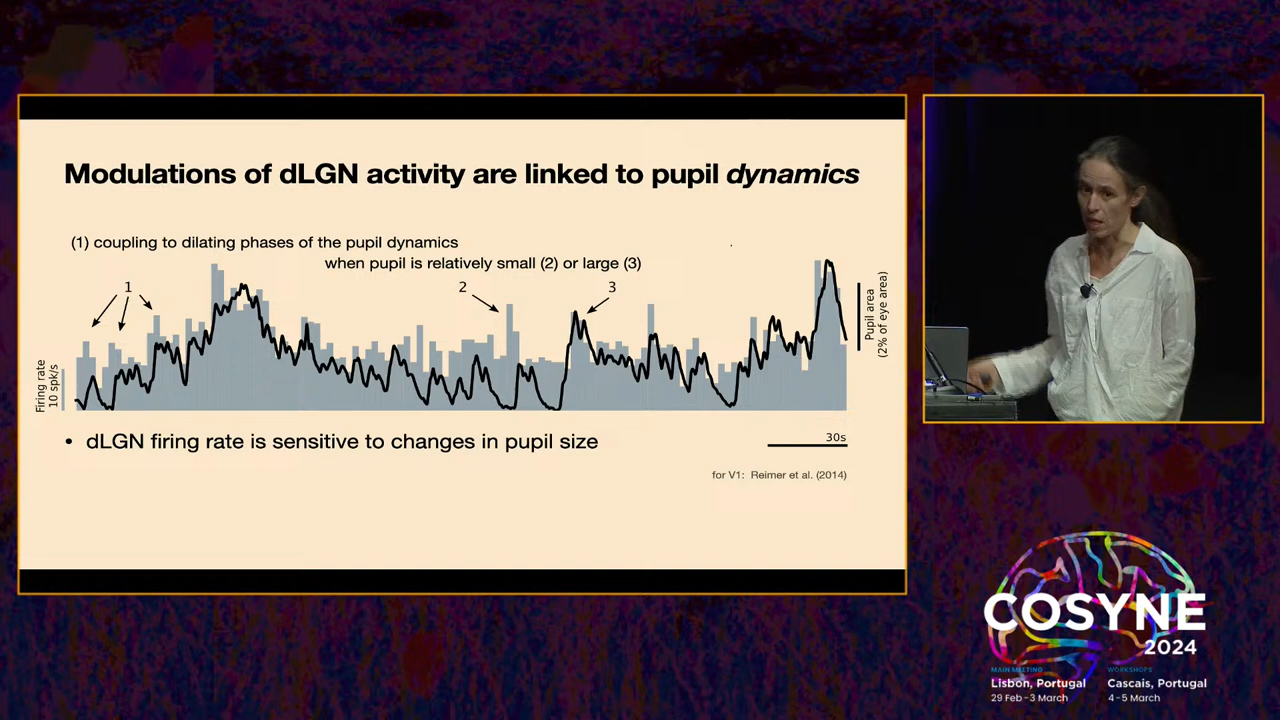 Modulations of dLGN activity are linked to pupil dynamics
(1) coupling to dilating phases of the pupil dynamics
when pupil is relatively small (2) or large (3)
1
2
3
Firing rate
10 spk/s
Pupil area
(2% of eye area)
• dLGN firing rate is sensitive to changes in pupil size
30s
for V1: Reimer et al. (2014)
COSYNE
2024
MAIN MEETING
Lisbon, Portugal
29 Feb - 3 March
WORKSHOPS
Cascais, Portugal
4 - 5 March